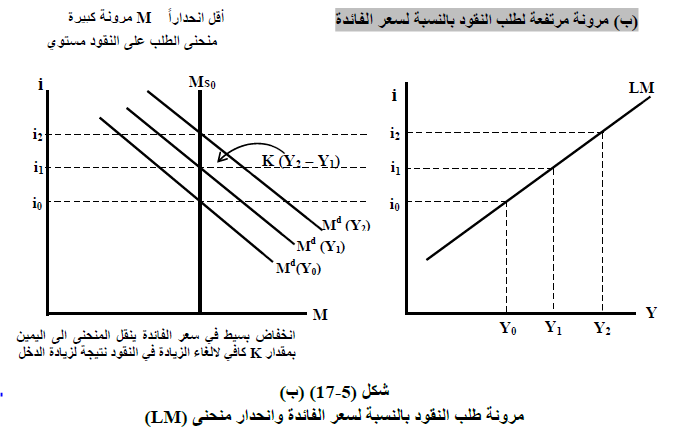 (ب) مرونة مرتفعة لطلب النقود بالنسبة لسعر الفائدة
أقل انحداراً M مرونة كبيرة
منحنى الطلب على النقود مستوي
i
Ms0
i2
i1
i0
K (Y2 – Y1)
Md (Y2)
Md (Y1)
Md(Y0)
M
i
LM
i2
i1
i0
Y0 Y1 Y2
Y
انخفاض بسيط في سعر الفائدة ينقل المنحنى الى اليمين
بمقدار K كافي لالغاء الزيادة في النقود نتيجة لزيادة الدخل
شكل (5-17) (ب)
مرونة طلب النقود بالنسبة لسعر الفائدة وانحدار منحنى (LM)